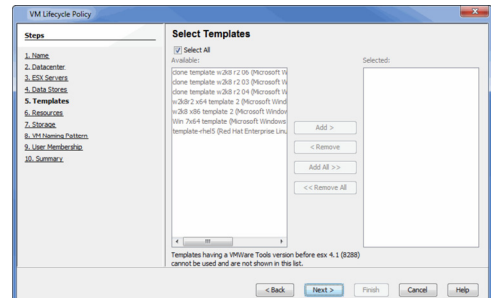 VM Lifecycle Policy
Steps
1. Name
2. Datacenter
3. ESX Servers
4. Data Stores
5. Templates
6. Resources
7. Storage
8. VM Naming Pattern
9. User Membership
10. Summary
Select Templates
Select All
Available:
clone template w2k8 r2 06 (Microsoft W
clone template w2k8 r2 03 (Microsoft W
clone template w2k8 r2 04 (Microsoft W
w2k8r2 x64 template 2 (Microsoft Wind
w2k8 x86 template 2 (Microsoft Window
Win 7x64 template (Microsoft Windows
template-rhel5 (Red Hat Enterprise Linu
Add >
< Remove
Add All >>
<< Remove All
Selected:
Templates having a VMWare Tools version before esx 4.1 (8288)
cannot be used and are not shown in this list.
< Back
Next >
Finish
Cancel
Help